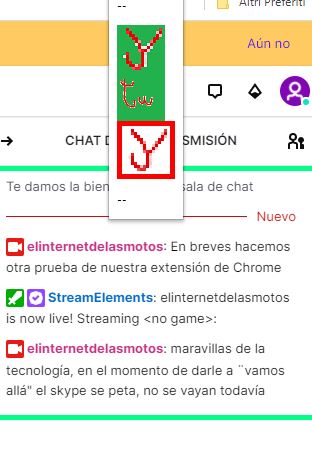 --
Altri Preferiti
Aún no
y
tw
y
CHAT D
SMISIÓN
--
Te damos la bien
sala de chat
Nuevo
elinternetdelasmotos: En breves hacemos
otra prueba de nuestra extensión de Chrome
StreamElements: elinternetdelasmotos
is now live! Streaming <no game>:
elinternetdelasmotos: maravillas de la
tecnología, en el momento de darle a ¨vamos
allá" el skype se peta, no se vayan todavía